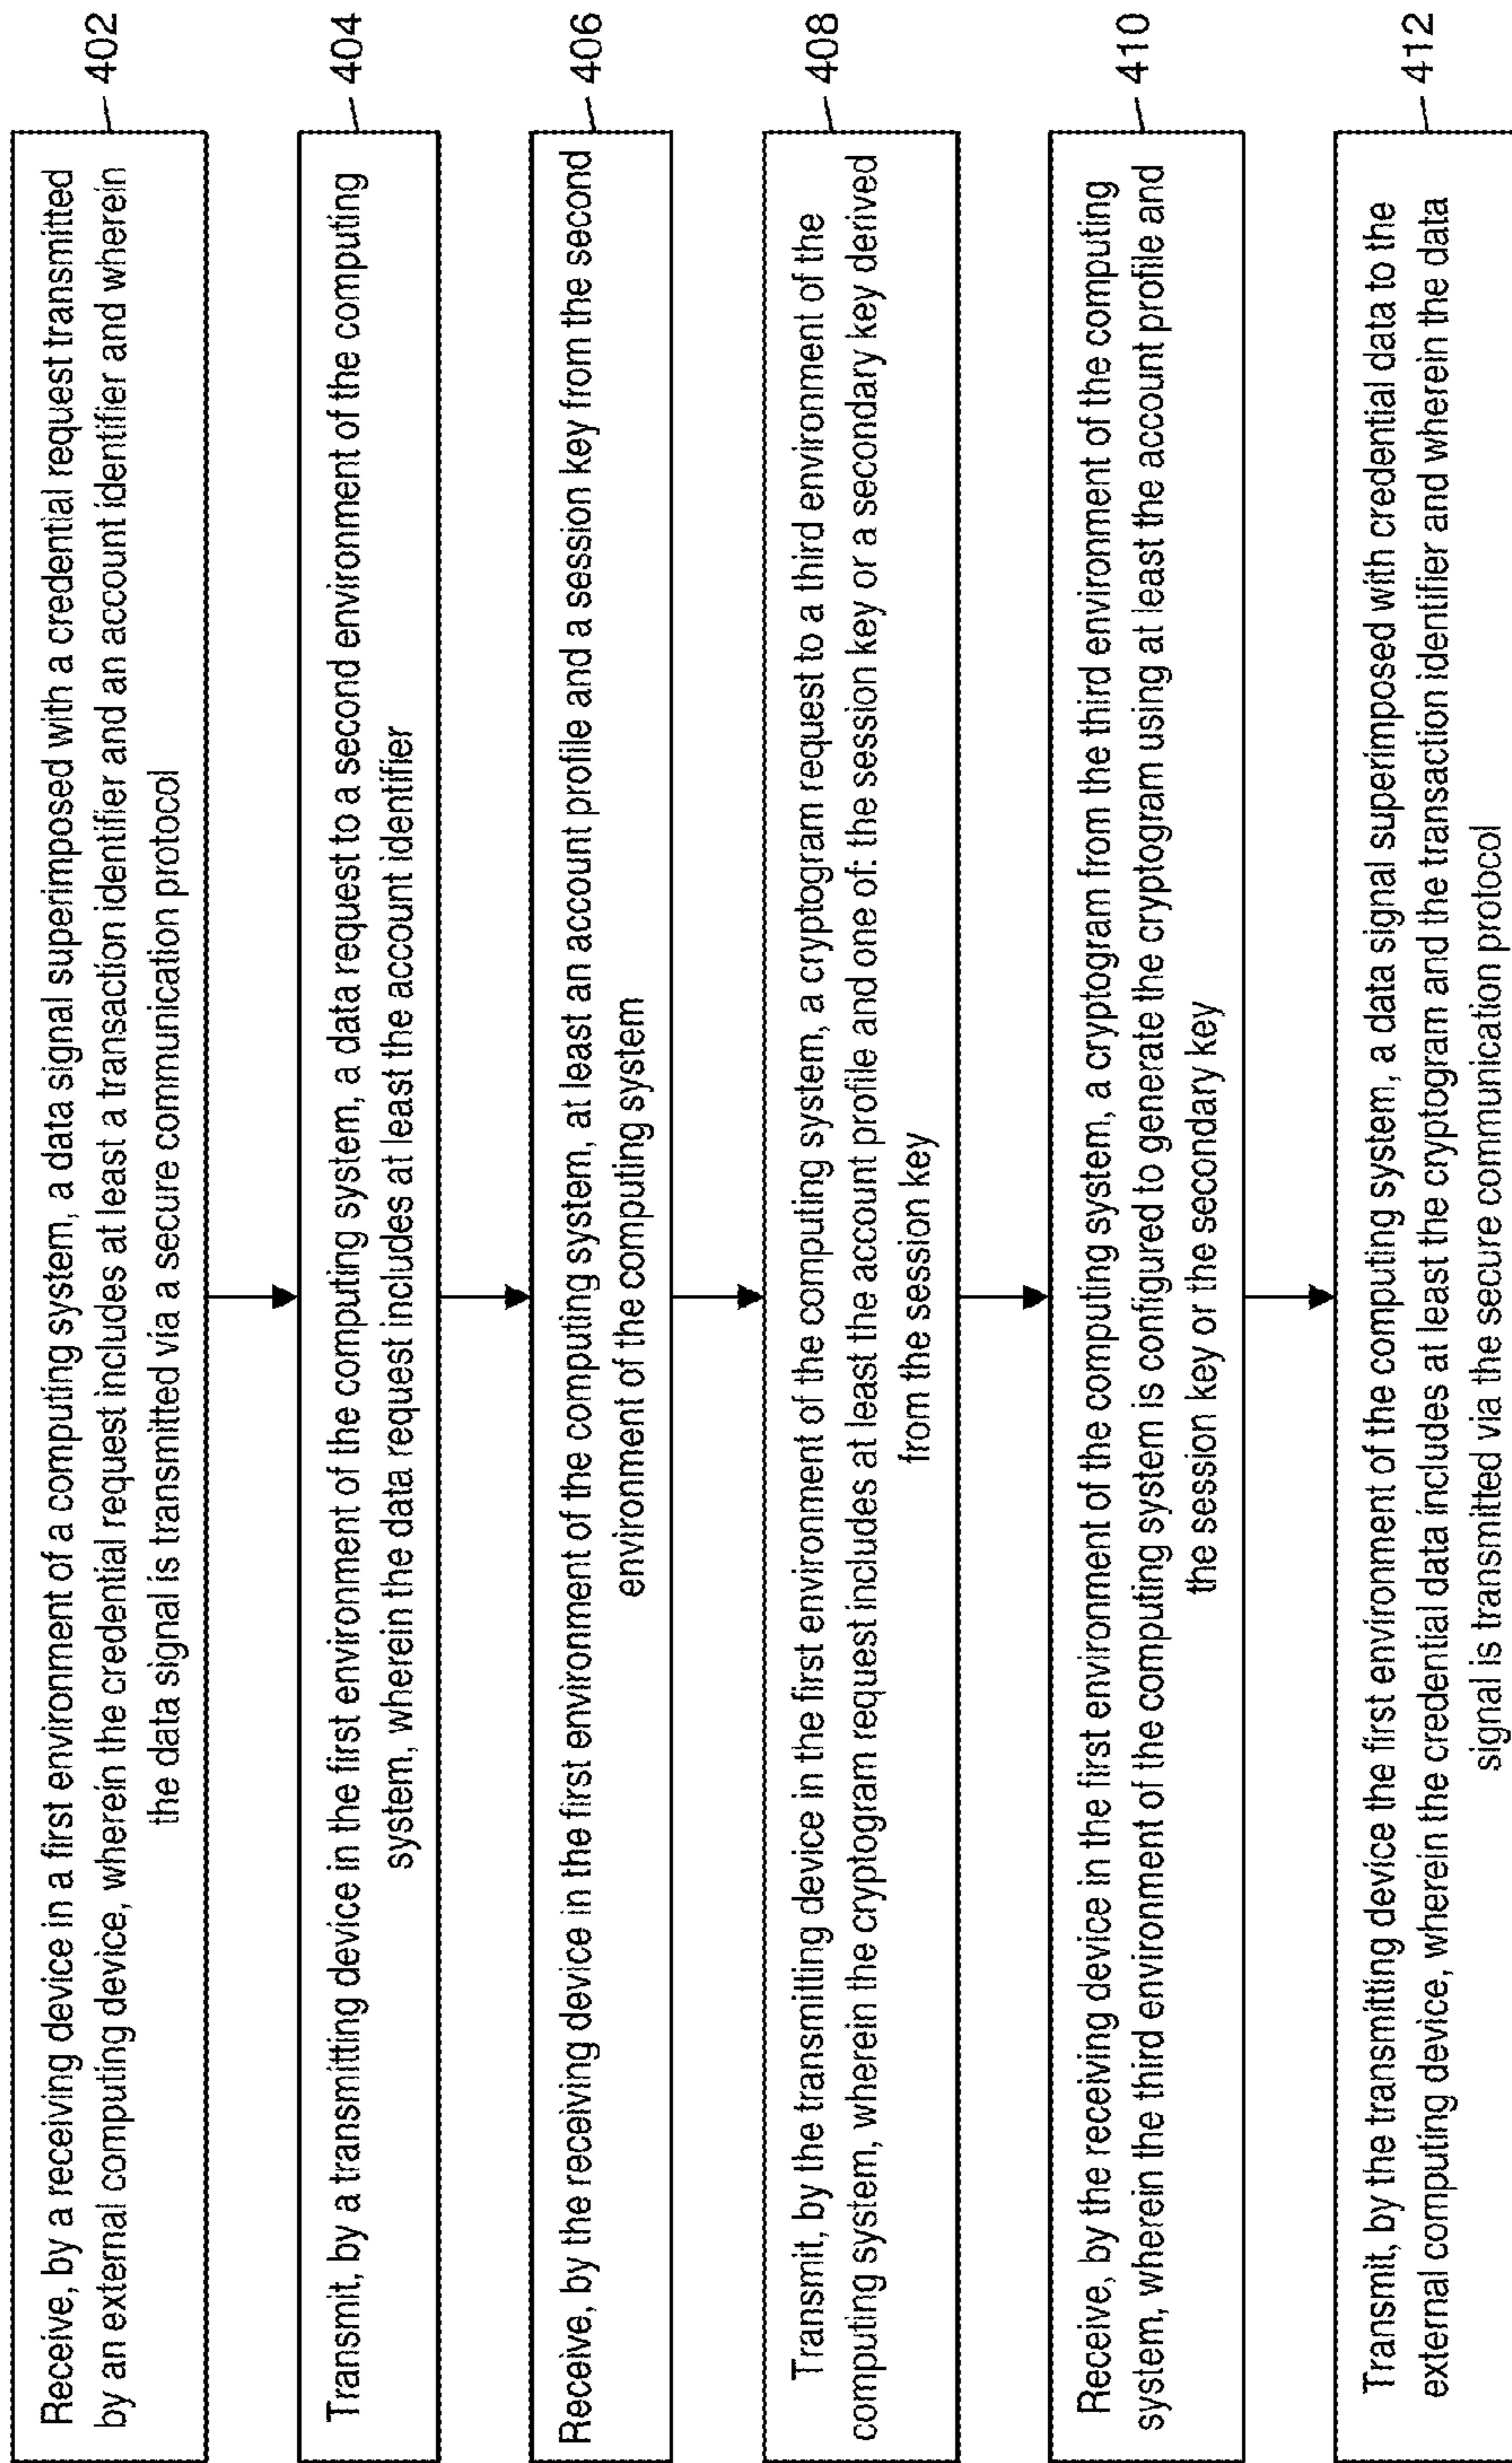 Receive, by a receiving device in a first environment of a computing system, a data signal superimposed with a credential request transmitted
by an external computing device, wherein the credential request includes at least a transaction identifier and an account identifier and wherein
the data signal is transmitted via a secure communication protocol
402
Transmit, by a transmitting device in the first environment of the computing system, a data request to a second environment of the computing
system, wherein the data request includes at least the account identifier
404
Receive, by the receiving device in the first environment of the computing system, at least an account profile and a session key from the second
environment of the computing system
406
Transmit, by the transmitting device in the first environment of the computing system, a cryptogram request to a third environment of the
computing system, wherein the cryptogram request includes at least the account profile and one of: the session key or a secondary key derived
from the session key
408
Receive, by the receiving device in the first environment of the computing system, a cryptogram from the third environment of the computing
system, wherein the third environment of the computing system is configured to generate the cryptogram using at least the account profile and
the session key or the secondary key
410
Transmit, by the transmitting device the first environment of the computing system, a data signal superimposed with credential data to the
external computing device, wherein the credential data includes at least the cryptogram and the transaction identifier and wherein the data
signal is transmitted via the secure communication protocol
412